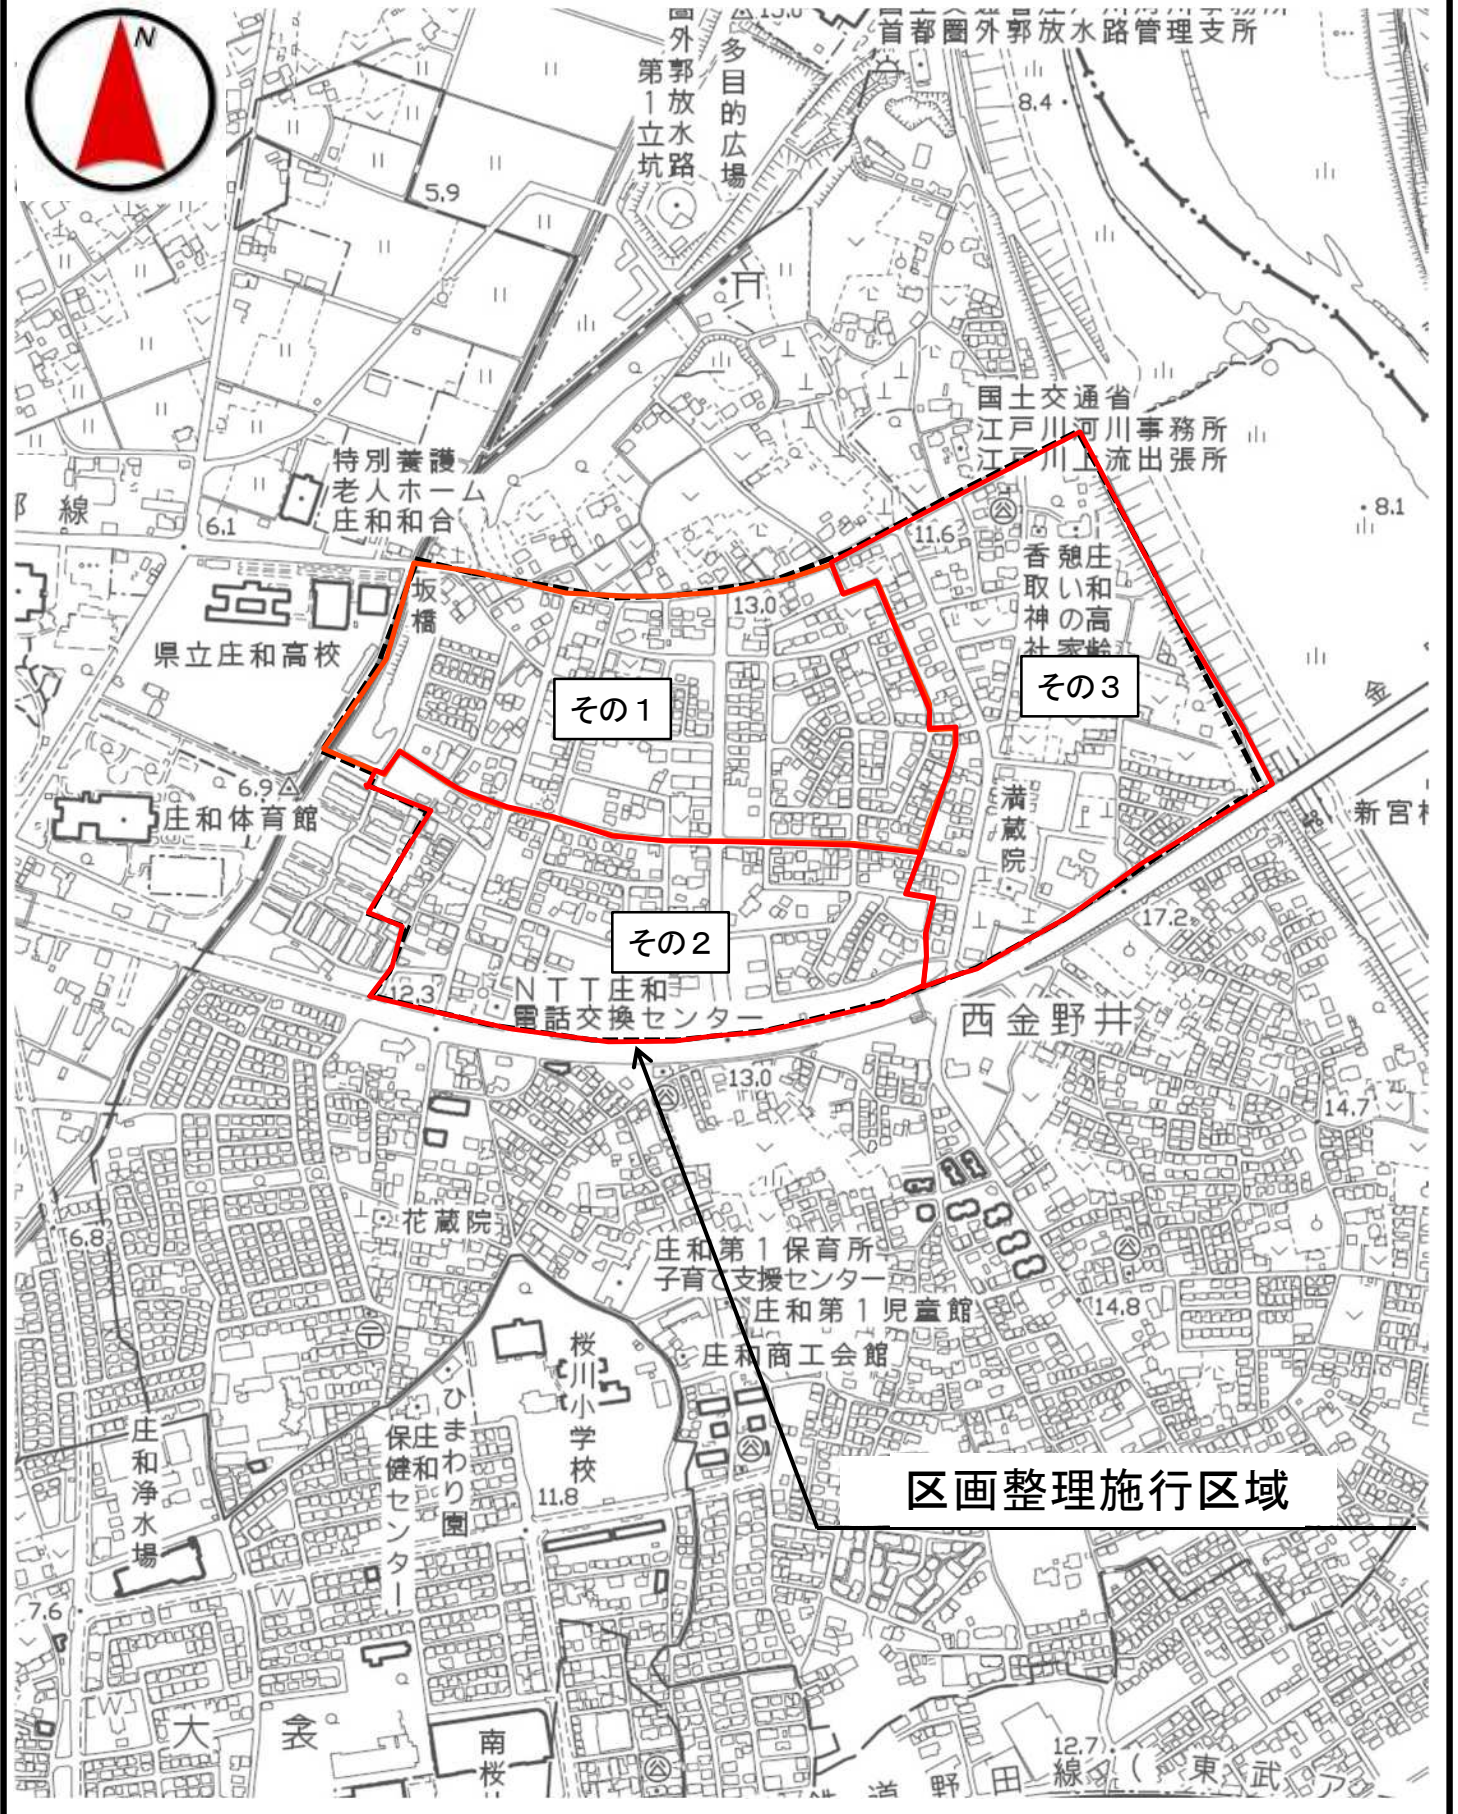 N
首都圏外郭放水路管理支所
外郭放水路
第1立坑
多目的広場
8.4
5.9
国土交通省
江戸川河川事務所
江戸川上流出張所
特別養護
老人ホーム
庄和和合
線
6.1
8.1
11.6
香取神社
憩いの家
庄和高齢
坂橋
13.0
県立庄和高校
その1
その3
金
6.9
庄和体育館
満蔵院
新宮
17.2
その2
12.3
NTT庄和
電話交換センター
西金野井
13.0
14.7
花蔵院
6.8
庄和第1保育所
子育て支援センター
庄和第1児童館
14.8
庄和商工会館
桜川小学校
ひまわり園
庄和
保健センター
庄和浄水場
11.8
区画整理施行区域
7.6
W
W
大衾
南桜
12.7
道野田線(東武ア